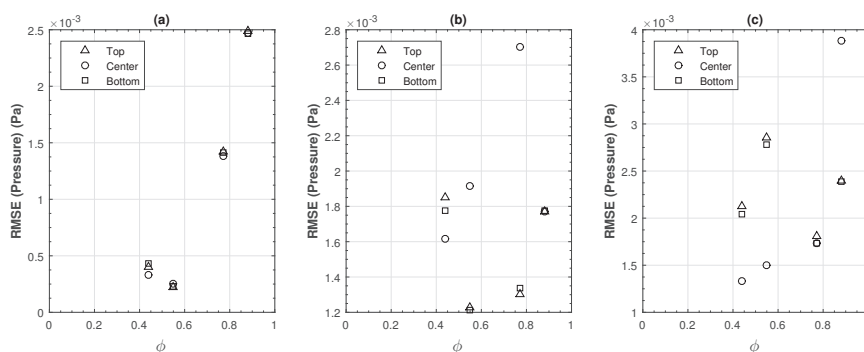 (a)
×10⁻³
2.5
2
1.5
1
0.5
0
RMSE (Pressure) (Pa)
Top
Center
Bottom
0 0.2 0.4 0.6 0.8 1
ϕ
(b)
×10⁻³
2.8
2.6
2.4
2.2
2
1.8
1.6
1.4
1.2
RMSE (Pressure) (Pa)
Top
Center
Bottom
0 0.2 0.4 0.6 0.8 1
ϕ
(c)
×10⁻³
4
3.5
3
2.5
2
1.5
1
RMSE (Pressure) (Pa)
Top
Center
Bottom
0 0.2 0.4 0.6 0.8
ϕ